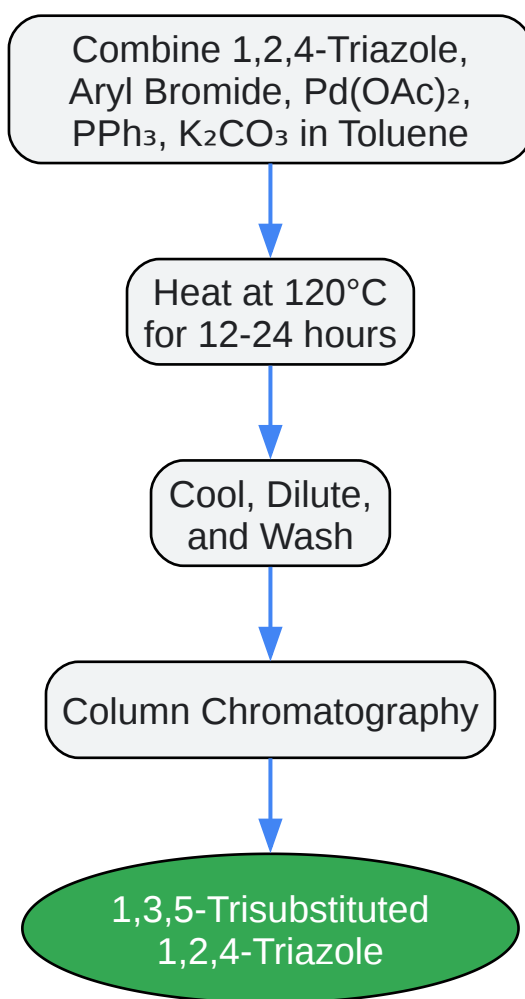 Combine 1,2,4-Triazole,
Aryl Bromide, Pd(OAc)₂,
PPh₃, K₂CO₃ in Toluene
Heat at 120°C
for 12-24 hours
Cool, Dilute,
and Wash
Column Chromatography
1,3,5-Trisubstituted
1,2,4-Triazole